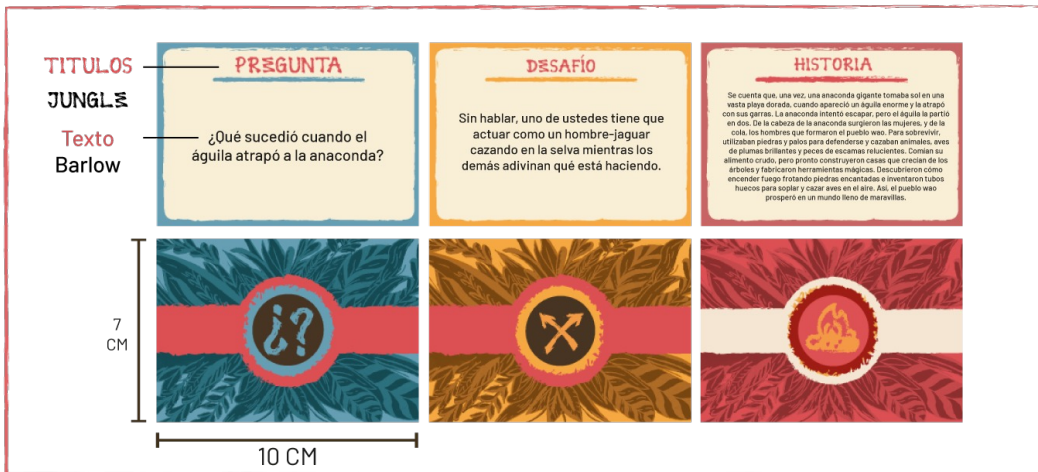 TITULOS
JUNGLE
Texto
Barlow
PREGUNTA
¿Qué sucedió cuando el
águila atrapó a la anaconda?
DESAFÍO
Sin hablar, uno de ustedes tiene que
actuar como un hombre-jaguar
cazando en la selva mientras los
demás adivinan qué está haciendo.
HISTORIA
Se cuenta que, una vez, una anaconda gigante tomaba sol en una
vasta playa dorada, cuando apareció un águila enorme y la atrapó
con sus garras. La anaconda intentó escapar, pero el águila la partió
en dos. De la cabeza de la anaconda surgieron las mujeres, y de la
cola, los hombres que formaron el pueblo wao. Para sobrevivir,
utilizaban piedras y palos para defenderse y cazaban animales, aves
de plumas brillantes y peces de escamas relucientes. Comían su
alimento crudo, pero pronto construyeron casas que crecían de los
árboles y fabricaron herramientas mágicas. Descubrieron cómo
encender fuego frotando piedras encantadas e inventaron tubos
huecos para soplar y cazar aves en el aire. Así, el pueblo wao
prosperó en un mundo lleno de maravillas.
7
CM
¿?
10 CM